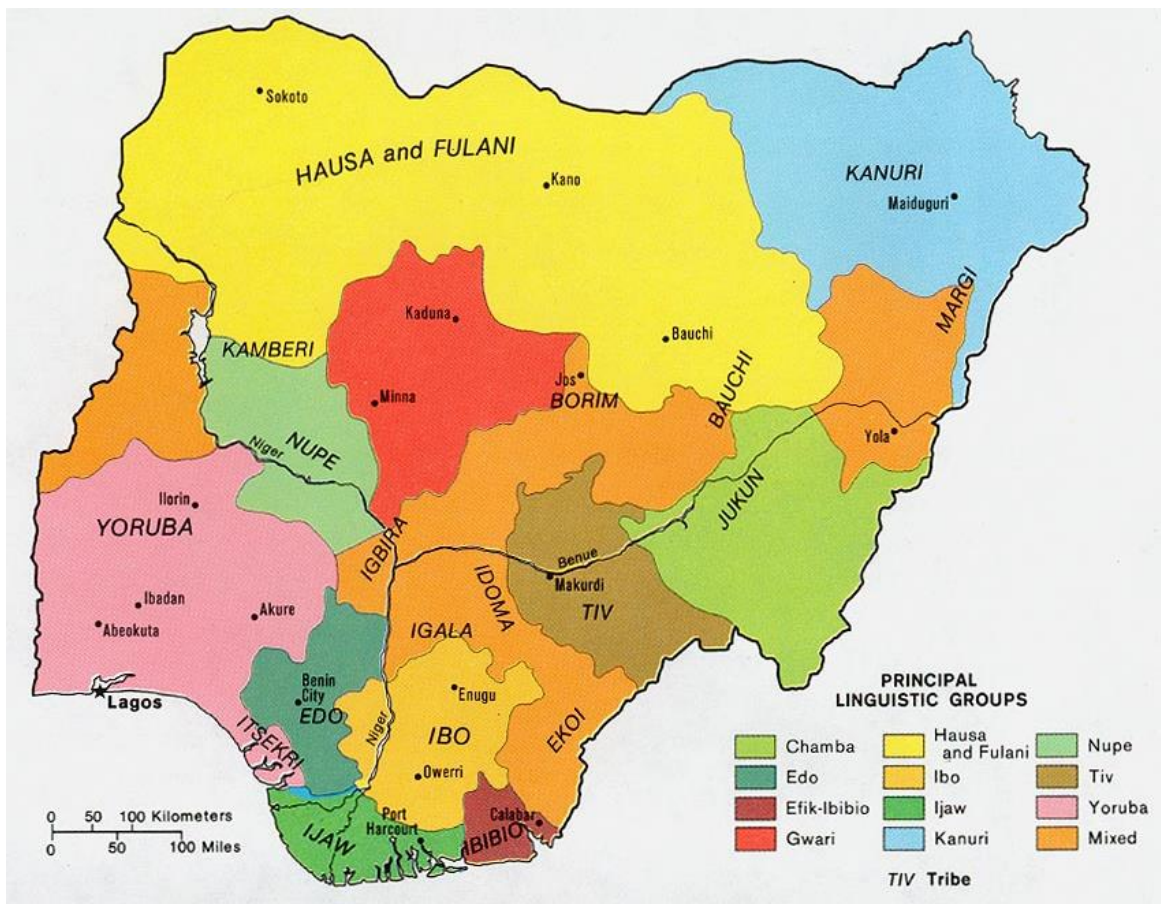 Sokoto
HAUSA and FULANI
Kano
KANURI
Maiduguri
MARGI
Kaduna
Bauchi
KAMBERI
Jos
BORIM
BAUCHI
Minna
NUPE
Niger
Yola
Ilorin
YORUBA
JUKUN
IGBIRA
Benue
Makurdi
IDOMA
TIV
Ibadan
Abeokuta
Akure
IGALA
Benin
City
EDO
Enugu
Lagos
ITSEKRI
Niger
IBO
EKOI
Owerri
Port
Harcourt
Calabar
IJAW
IBIBIO
0 50 100 Kilometers
0 50 100 Miles
PRINCIPAL
LINGUISTIC GROUPS
Chamba
Edo
Efik-Ibibio
Gwari
Hausa
and Fulani
Ibo
Ijaw
Kanuri
Nupe
Tiv
Yoruba
Mixed
TIV Tribe